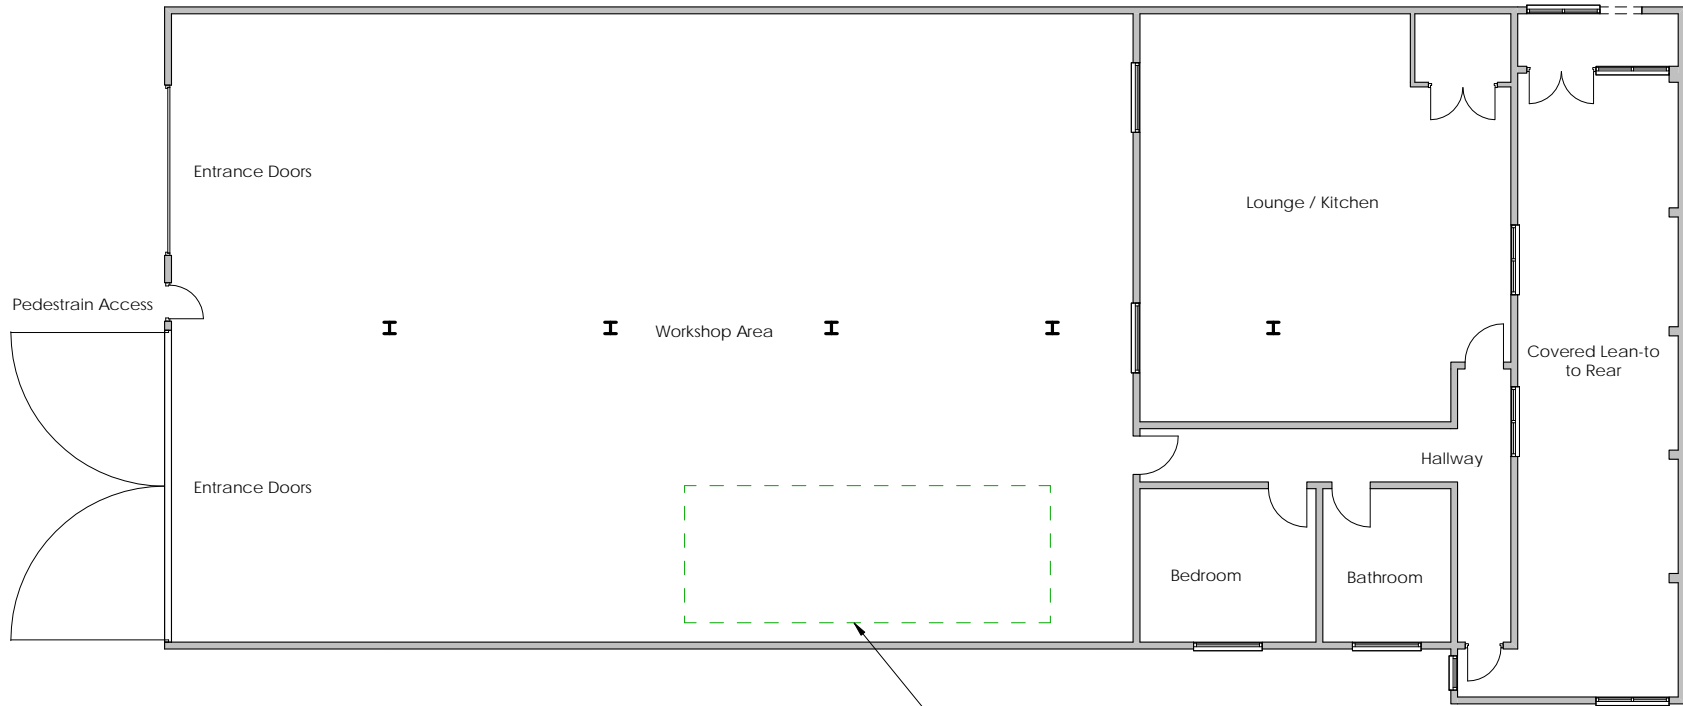 Entrance Doors
Lounge / Kitchen
Pedestrain Access
Workshop Area
Covered Lean-to
to Rear
Hallway
Entrance Doors
Bedroom
Bathroom